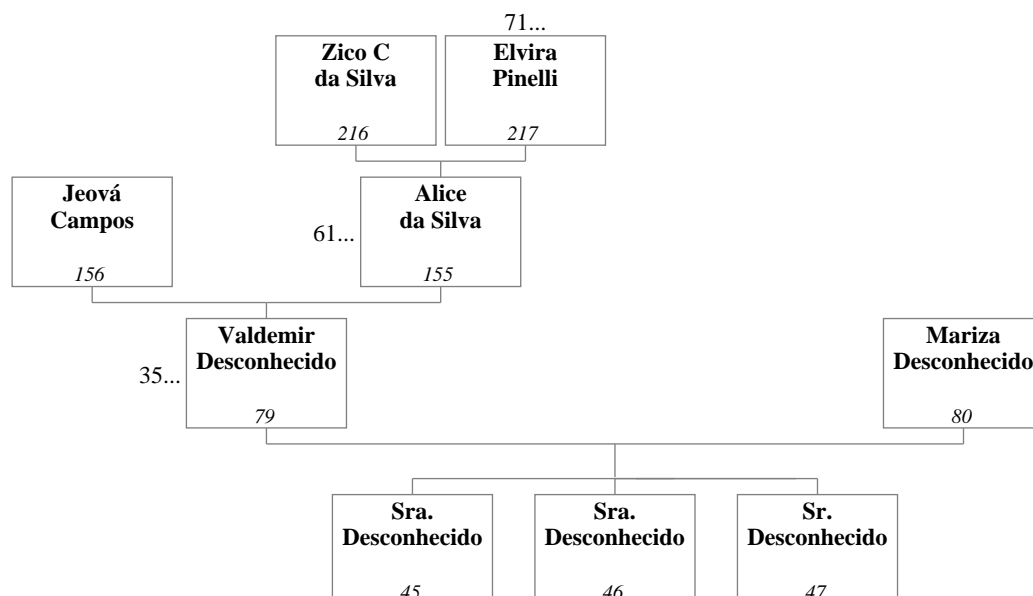 71...
Zico C
da Silva
216
Elvira
Pinelli
217
Jeová
Campos
156
61...
Alice
da Silva
155
35...
Valdemir
Desconhecido
79
Mariza
Desconhecido
80
Sra.
Desconhecido
45
Sra.
Desconhecido
46
Sr.
Desconhecido
47